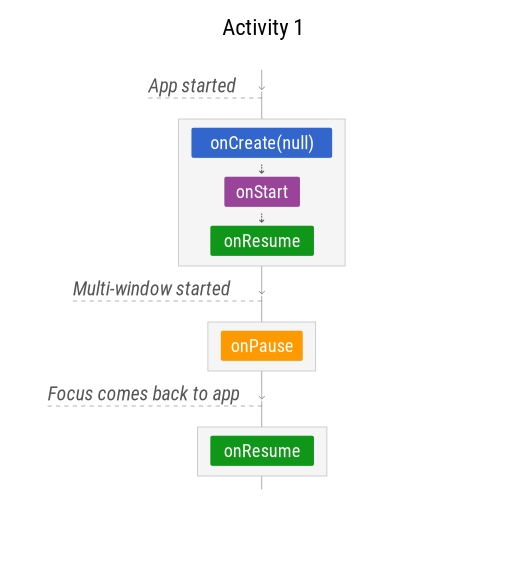 Activity 1
App started
onCreate(null)
onStart
onResume
Multi-window started
onPause
Focus comes back to app
onResume